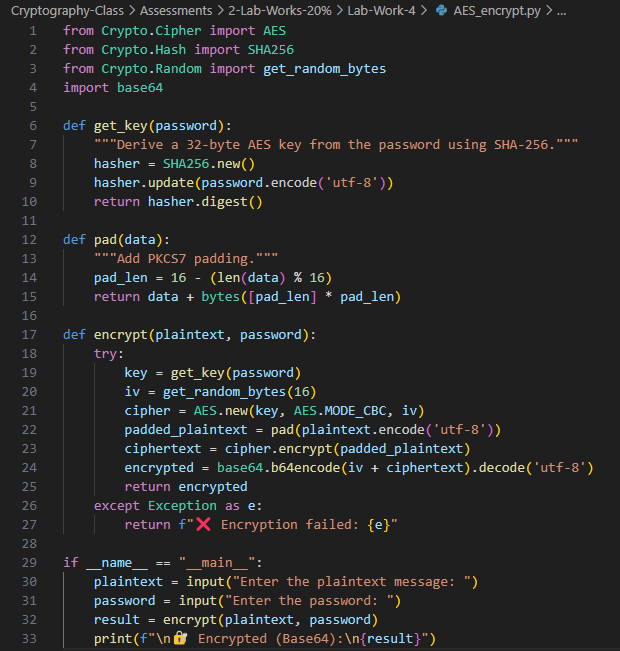 Cryptography-Class > Assessments > 2-Lab-Works-20% > Lab-Work-4 > AES_encrypt.py > ...
1 from Crypto.Cipher import AES
2 from Crypto.Hash import SHA256
3 from Crypto.Random import get_random_bytes
4 import base64
5
6 def get_key(password):
7     """Derive a 32-byte AES key from the password using SHA-256."""
8     hasher = SHA256.new()
9     hasher.update(password.encode('utf-8'))
10     return hasher.digest()
11
12 def pad(data):
13     """Add PKCS7 padding."""
14     pad_len = 16 - (len(data) % 16)
15     return data + bytes([pad_len] * pad_len)
16
17 def encrypt(plaintext, password):
18     try:
19         key = get_key(password)
20         iv = get_random_bytes(16)
21         cipher = AES.new(key, AES.MODE_CBC, iv)
22         padded_plaintext = pad(plaintext.encode('utf-8'))
23         ciphertext = cipher.encrypt(padded_plaintext)
24         encrypted = base64.b64encode(iv + ciphertext).decode('utf-8')
25         return encrypted
26     except Exception as e:
27         return f"❌ Encryption failed: {e}"
28
29 if __name__ == "__main__":
30     plaintext = input("Enter the plaintext message: ")
31     password = input("Enter the password: ")
32     result = encrypt(plaintext, password)
33     print(f"\n🔐 Encrypted (Base64):\n{result}")